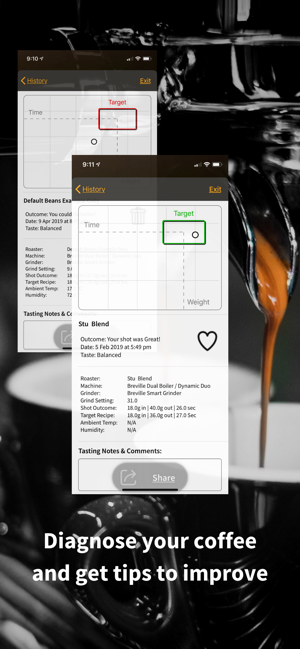 9:10
History
Exit
Target
Time
Default Beans Exa
Outcome: You could
Date: 9 Apr 2019 at 8
Taste: Balanced
Roaster: De
Machine: Br
Grinder: Br
Grind Setting: 9.
Shot Outcome: 18
Target Recipe: 18
Ambient Temp: 17
Humidity: 72
Tasting Notes & Co
9:11
History
Exit
Target
Time
Weight
Stu Blend
Outcome: Your shot was Great!
Date: 5 Feb 2019 at 5:49 pm
Taste: Balanced
Roaster: Stu Blend
Machine: Breville Dual Boiler / Dynamic Duo
Grinder: Breville Smart Grinder
Grind Setting: 31.0
Shot Outcome: 18.0g in | 40.0g out | 26.0 sec
Target Recipe: 18.0g in | 36.0g out | 27.0 Sec
Ambient Temp: N/A
Humidity: N/A
Tasting Notes & Comments:
Share
Diagnose your coffee
and get tips to improve